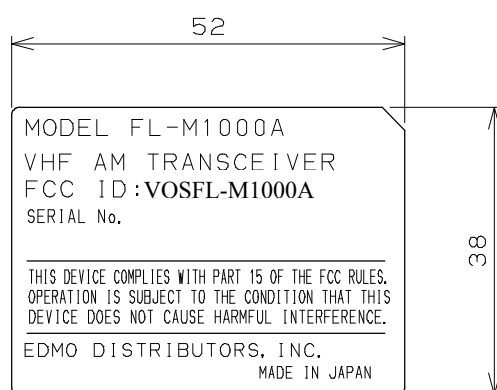 52
MODEL FL-M1000A
VHF AM TRANSCEIVER
FCC ID:VOSFL-M1000A
SERIAL No.
38
THIS DEVICE COMPLIES WITH PART 15 OF THE FCC RULES.
OPERATION IS SUBJECT TO THE CONDITION THAT THIS
DEVICE DOES NOT CAUSE HARMFUL INTERFERENCE.
EDMO DISTRIBUTORS, INC.
MADE IN JAPAN